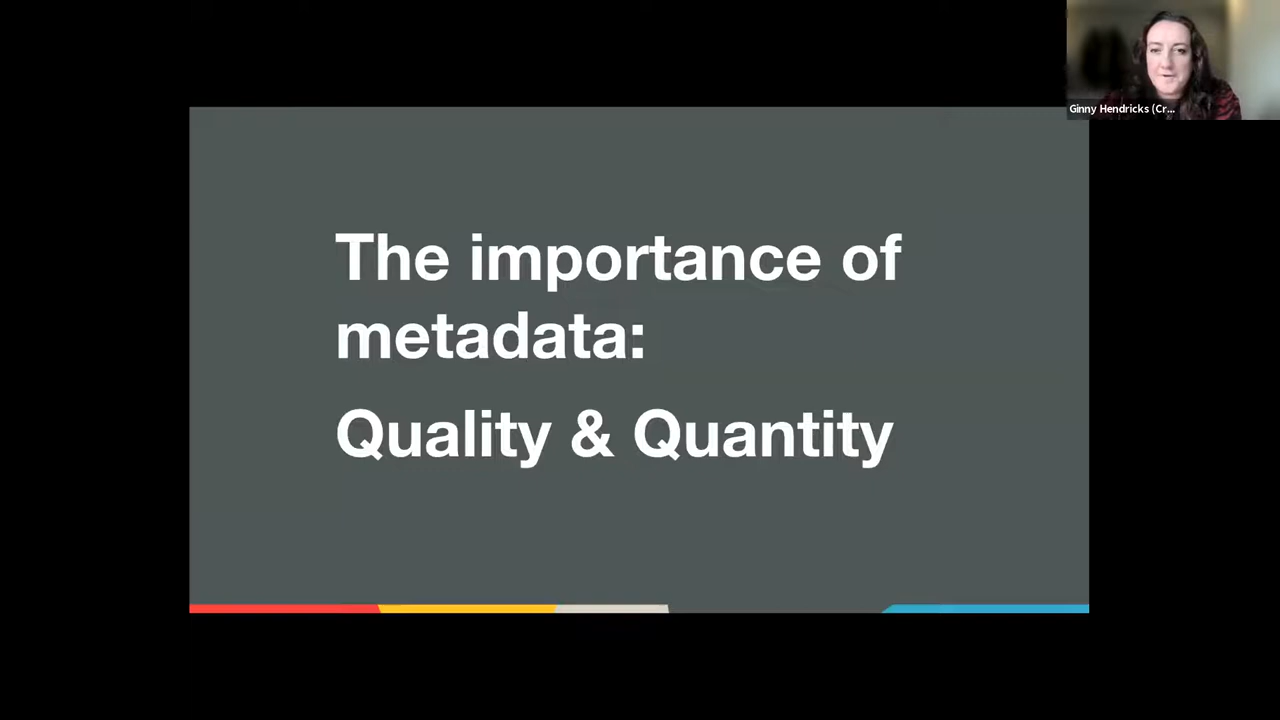 Ginny Hendricks (Cr...
The importance of
metadata:
Quality & Quantity